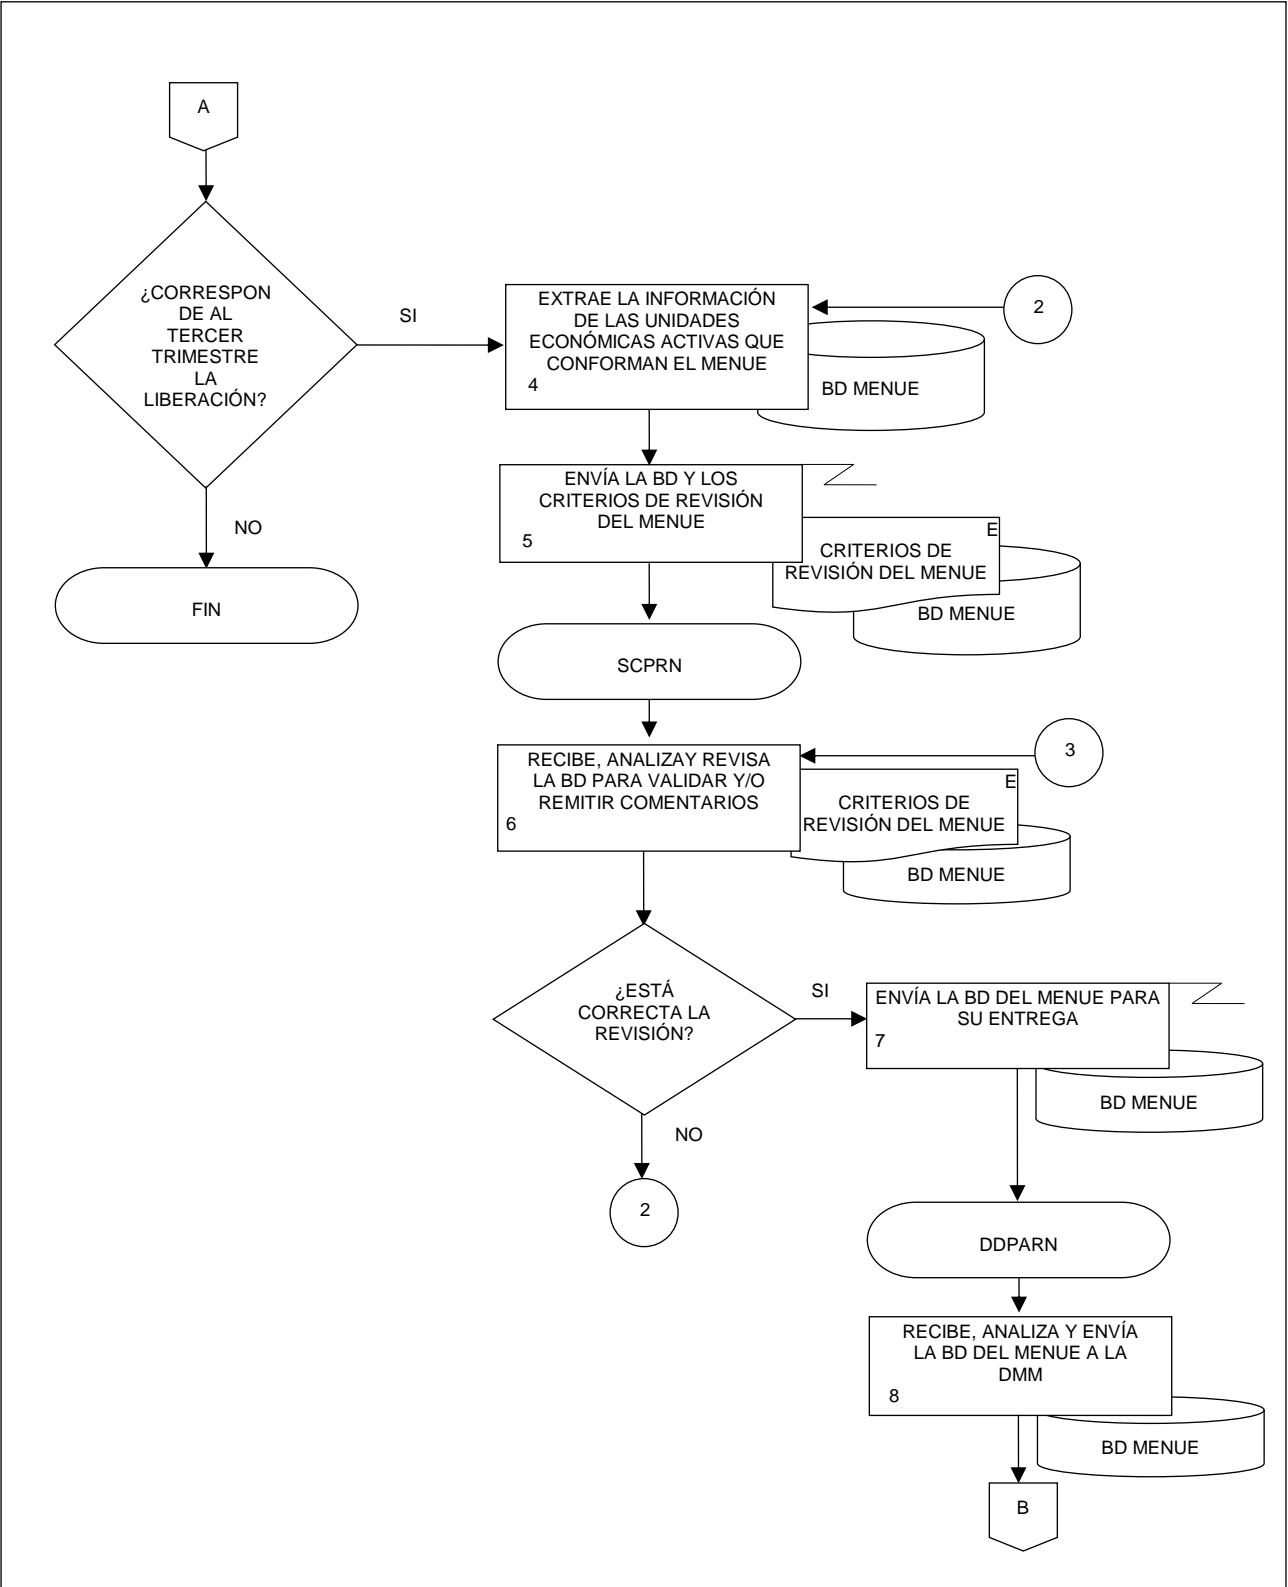 A
¿CORRESPON
DE AL
TERCER
TRIMESTRE
LA
LIBERACIÓN?
SI
NO
FIN
EXTRAE LA INFORMACIÓN
DE LAS UNIDADES
ECONÓMICAS ACTIVAS QUE
CONFORMAN EL MENUE
4
2
BD MENUE
ENVÍA LA BD Y LOS
CRITERIOS DE REVISIÓN
DEL MENUE
5
E
CRITERIOS DE
REVISIÓN DEL MENUE
BD MENUE
SCPRN
RECIBE, ANALIZAY REVISA
LA BD PARA VALIDAR Y/O
REMITIR COMENTARIOS
6
3
E
CRITERIOS DE
REVISIÓN DEL MENUE
BD MENUE
¿ESTÁ
CORRECTA LA
REVISIÓN?
SI
NO
2
ENVÍA LA BD DEL MENUE PARA
SU ENTREGA
7
BD MENUE
DDPARN
RECIBE, ANALIZA Y ENVÍA
LA BD DEL MENUE A LA
DMM
8
BD MENUE
B